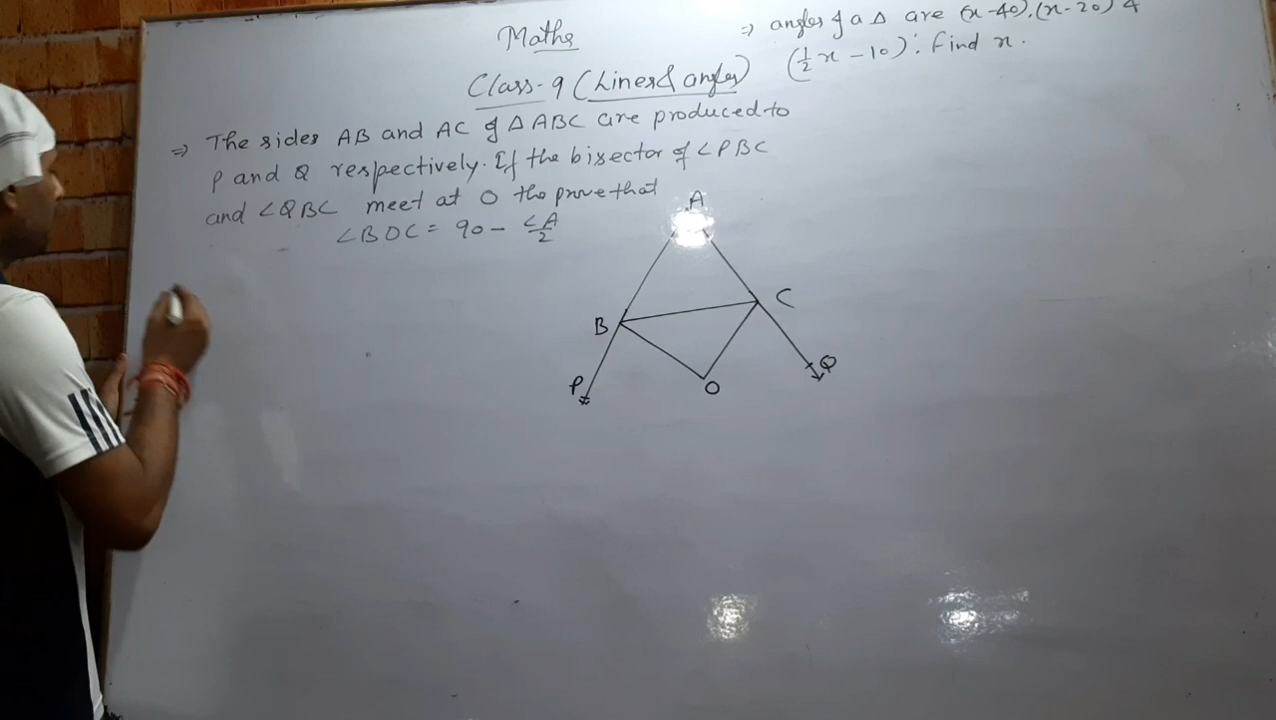 Maths
Class-9 (Lines & angles)
⇒ angles of a Δ are (x-40), (x-20) &
(½x - 10)°. Find x.
⇒ The sides AB and AC of ΔABC are produced to
P and Q respectively. If the bisector of ∠PBC
and ∠QBC meet at O the prove that
∠BOC = 90 - ∠A/2
A
B
C
P
O
Q